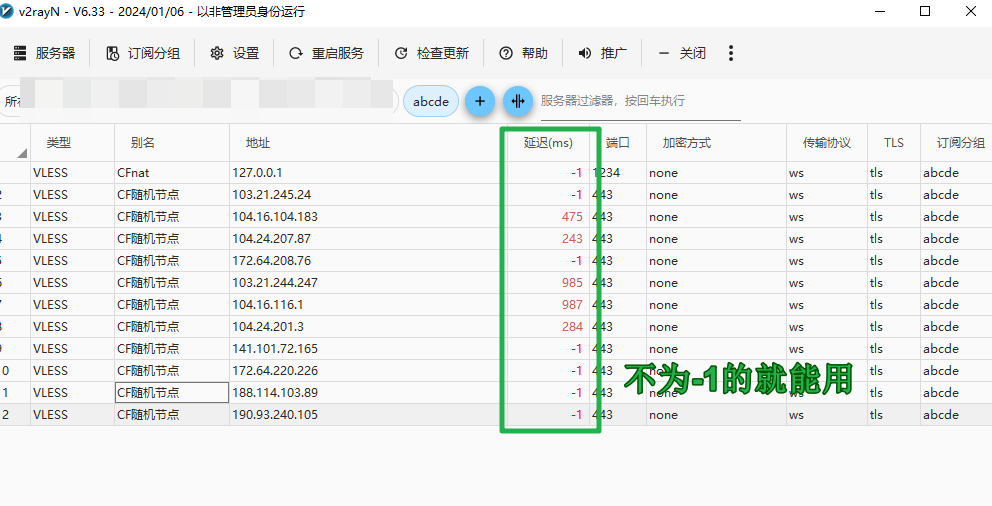 v2rayN - V6.33 - 2024/01/06 - 以非管理员身份运行
服务器 订阅分组 设置 重启服务 检查更新 帮助 推广 关闭
所有 abcde 服务器过滤器，按回车执行
类型 别名 地址 延迟(ms) 端口 加密方式 传输协议 TLS 订阅分组
VLESS CFnat 127.0.0.1 -1 1234 none ws tls abcde
2 VLESS CF随机节点 103.21.245.24 -1 443 none ws tls abcde
3 VLESS CF随机节点 104.16.104.183 475 443 none ws tls abcde
4 VLESS CF随机节点 104.24.207.87 243 443 none ws tls abcde
5 VLESS CF随机节点 172.64.208.76 -1 443 none ws tls abcde
6 VLESS CF随机节点 103.21.244.247 985 443 none ws tls abcde
7 VLESS CF随机节点 104.16.116.1 987 443 none ws tls abcde
8 VLESS CF随机节点 104.24.201.3 284 443 none ws tls abcde
9 VLESS CF随机节点 141.101.72.165 -1 443 none ws tls abcde
0 VLESS CF随机节点 172.64.220.226 -1 443 none ws tls abcde
1 VLESS CF随机节点 188.114.103.89 -1 443 none ws tls abcde
2 VLESS CF随机节点 190.93.240.105 -1 443 none ws tls abcde
不为-1的就能用